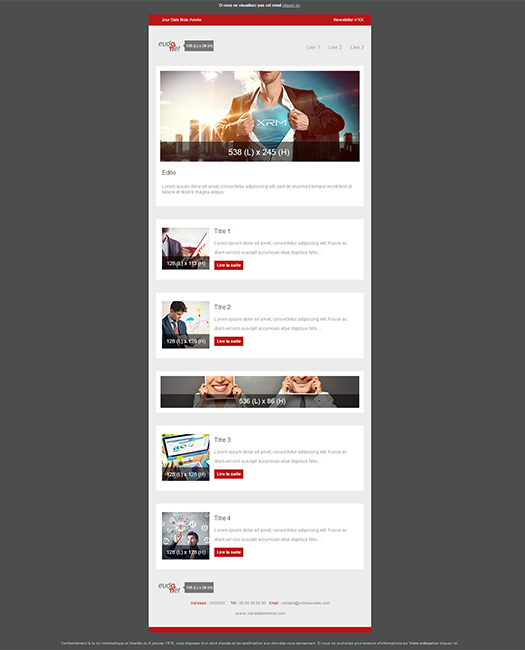 Si vous ne visualisez pas cet email cliquez ici
Jour Date Mois Année
Newsletter n°XX
eudonet
155 (L) x 29 (H)
Lien 1
Lien 2
Lien 3
XRM
538 (L) x 245 (H)
Edito
Lorem ipsum dolor sit amet, consectetur adipisicing elit, sed do eiusmod tempor incididunt ut
labore et dolore magna aliqua.
Titre 1
Lorem ipsum dolor sit amet, consectetur adipiscing elit. Fusce ac
diam vel orci suscipit accumsan vitae dapibus felis ...
128 (L) x 113 (H)
Lire la suite
Titre 2
Lorem ipsum dolor sit amet, consectetur adipiscing elit. Fusce ac
diam vel orci suscipit accumsan vitae dapibus felis ...
128 (L) x 128 (H)
Lire la suite
536 (L) x 86 (H)
Titre 3
Lorem ipsum dolor sit amet, consectetur adipiscing elit. Fusce ac
diam vel orci suscipit accumsan vitae dapibus felis ...
128 (L) x 128 (H)
Lire la suite
Titre 4
Lorem ipsum dolor sit amet, consectetur adipiscing elit. Fusce ac
diam vel orci suscipit accumsan vitae dapibus felis ...
128 (L) x 128 (H)
Lire la suite
eudonet
155 (L) x 29 (H)
Adresse : XXXXXX - Tél : 00 00 00 00 00 Email : contact@votresociete.com
www.votresiteinternet.com
Conformément à la loi informatique et libertés du 6 janvier 1978, vous disposez d'un droit d'accès et de rectification aux données vous concernant. Si vous ne souhaitez plus recevoir d'informations sur Votre entreprise cliquez ici